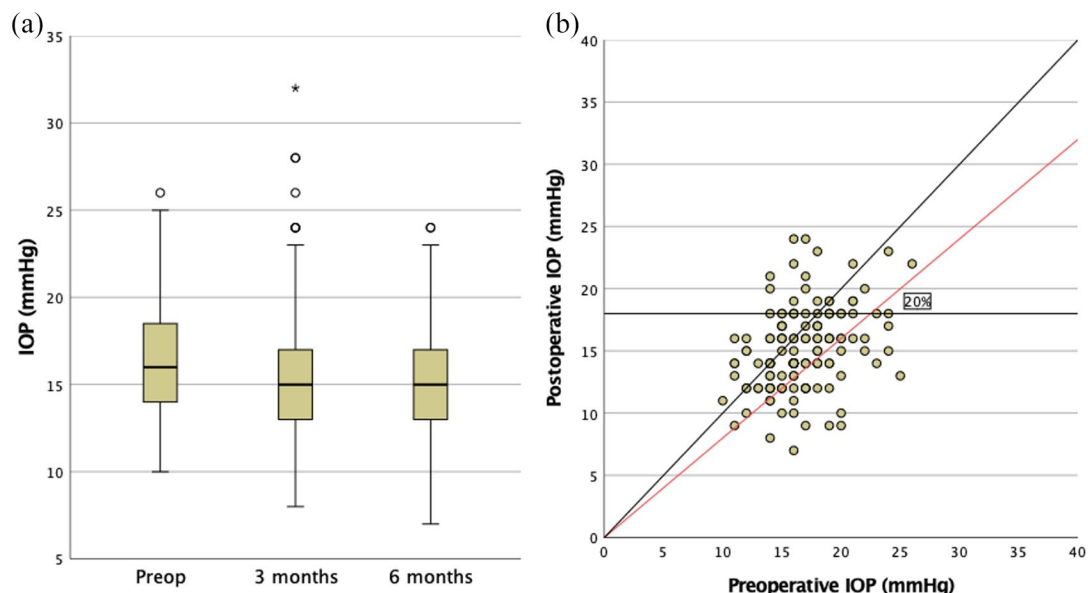 (a)
35
30
25
20
15
10
5
IOP (mmHg)
Preop 3 months 6 months
(b)
40
35
30
25
20
15
10
5
0
Postoperative IOP (mmHg)
20%
0 5 10 15 20 25 30 35 40
Preoperative IOP (mmHg)